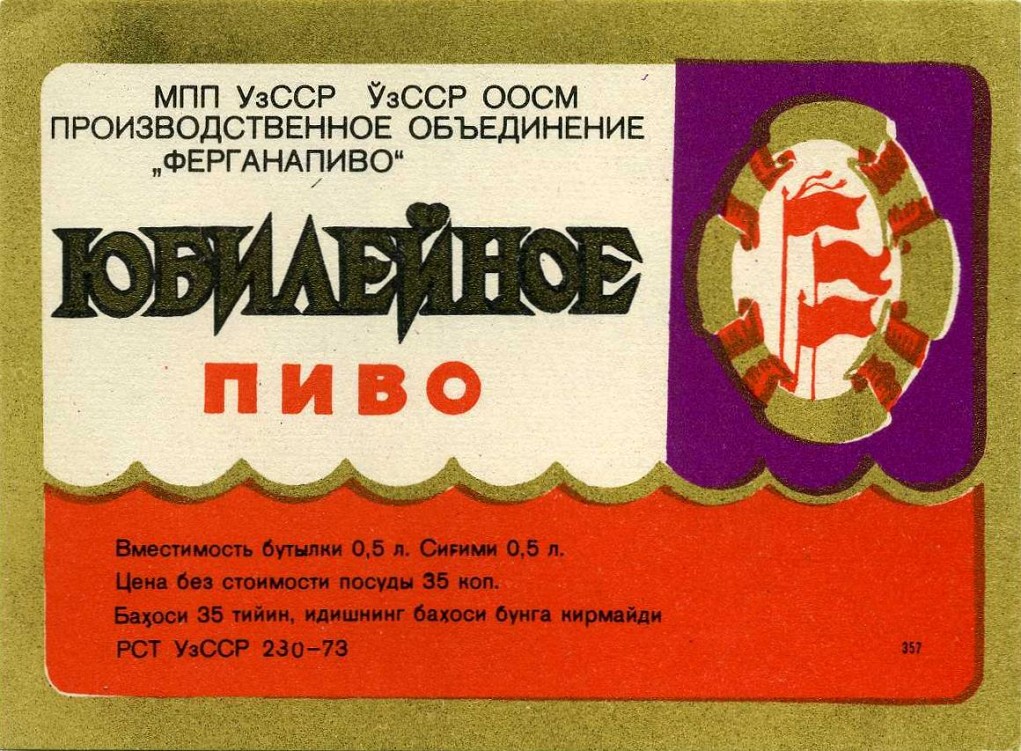 МПП УзССР ЎзССР ООСМ
ПРОИЗВОДСТВЕННОЕ ОБЪЕДИНЕНИЕ
„ФЕРГАНАПИВО“
ЮБИЛЕЙНОЕ
ПИВО
Вместимость бутылки 0,5 л. Сиғими 0,5 л.
Цена без стоимости посуды 35 коп.
Баҳоси 35 тийин, идишнинг баҳоси бунга кирмайди
РСТ УзССР 230–73
357